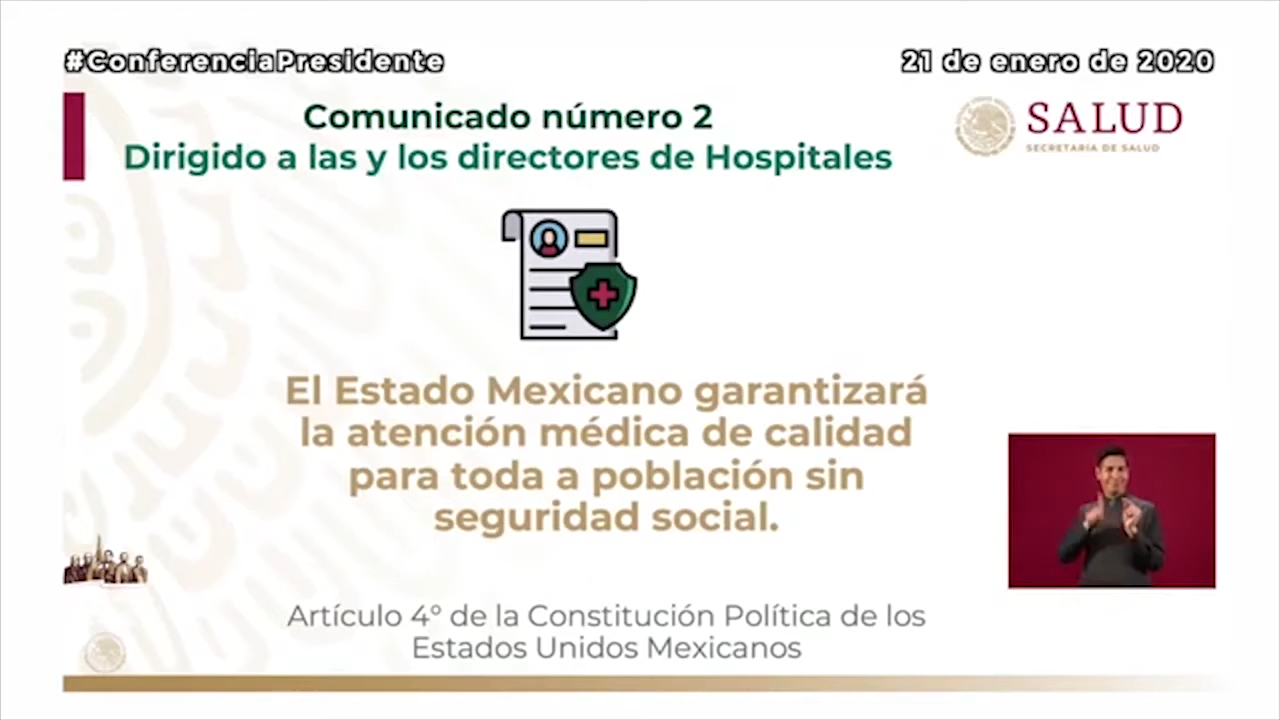 #ConferenciaPresidente
21 de enero de 2020
Comunicado número 2
Dirigido a las y los directores de Hospitales
SALUD
SECRETARÍA DE SALUD
El Estado Mexicano garantizará
la atención médica de calidad
para toda a población sin
seguridad social.
Artículo 4° de la Constitución Política de los
Estados Unidos Mexicanos